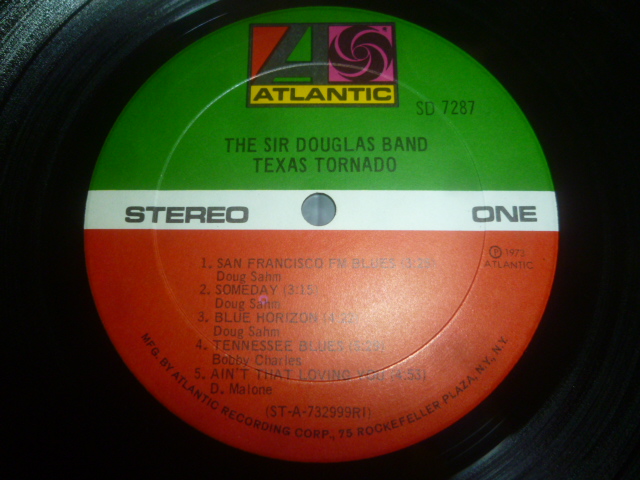 ATLANTIC
SD 7287
THE SIR DOUGLAS BAND
TEXAS TORNADO
STEREO
ONE
℗ 1973
ATLANTIC
1. SAN FRANCISCO FM BLUES
Doug Sahm
2. SOMEDAY (3:15)
Doug Sahm
3. BLUE HORIZON
Doug Sahm
4. TENNESSEE BLUES
Bobby Charles
5. AIN'T THAT LOVING YOU (4:53)
D. Malone
(ST-A-732999RI)
MFG. BY ATLANTIC RECORDING CORP., 75 ROCKEFELLER PLAZA, N.Y., N.Y.